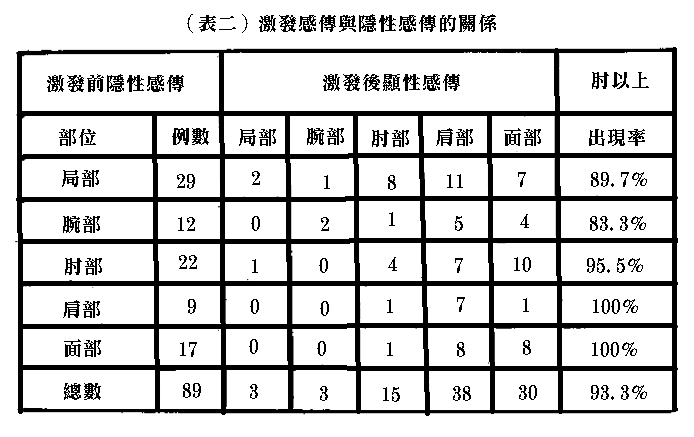 （表二）激發感傳與隱性感傳的關係
激發前隱性感傳 激發後顯性感傳 肘以上
部位 例數 局部 腕部 肘部 肩部 面部 出現率
局部 29 2 1 8 11 7 89.7%
腕部 12 0 2 1 5 4 83.3%
肘部 22 1 0 4 7 10 95.5%
肩部 9 0 0 1 7 1 100%
面部 17 0 0 1 8 8 100%
總數 89 3 3 15 38 30 93.3%